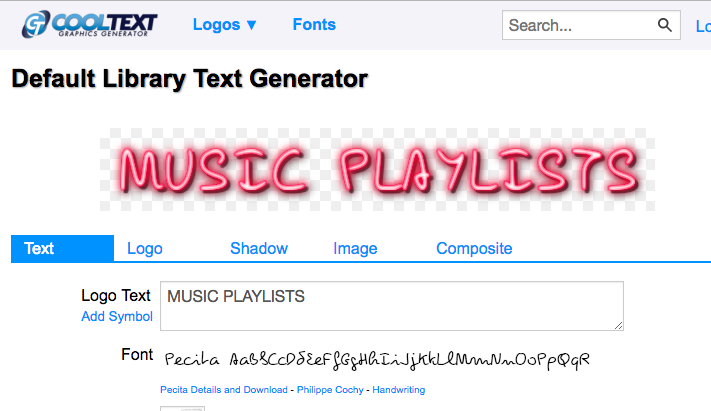 COOLTEXT
GRAPHICS GENERATOR
Logos ▼ Fonts Search... Lo
Default Library Text Generator
MUSIC PLAYLISTS
Text Logo Shadow Image Composite
Logo Text MUSIC PLAYLISTS
Add Symbol
Font Pecita AaBbCcDdEeFfGgHhIiJjKkLlMmNnOoPpQqR
Pecita Details and Download - Philippe Cochy - Handwriting